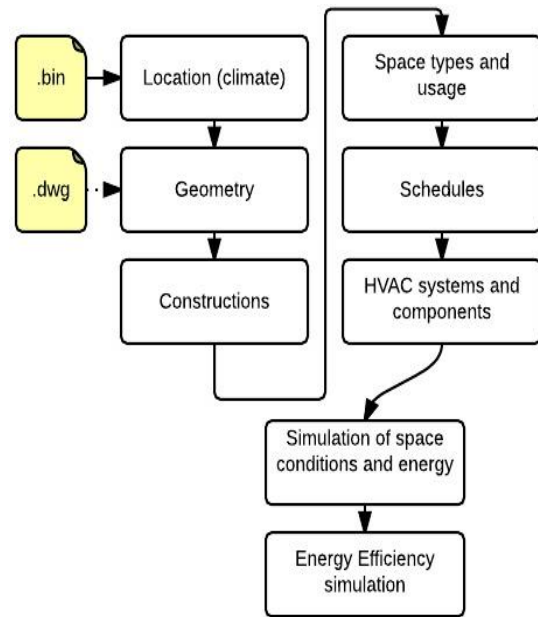 .bin
Location (climate)
.dwg
Geometry
Constructions
Space types and
usage
Schedules
HVAC systems and
components
Simulation of space
conditions and energy
Energy Efficiency
simulation